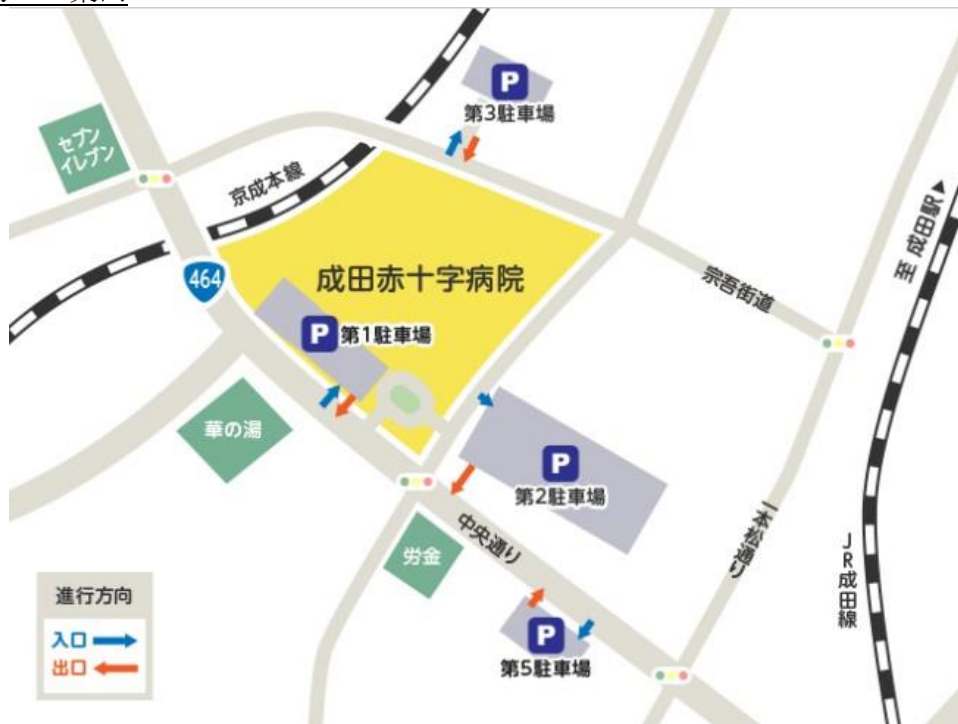 セブン
イレブン
P
第3駐車場
京成本線
至 成田駅▲
464
成田赤十字病院
宗吾街道
P
第1駐車場
華の湯
P
第2駐車場
中央通り
一本松通り
労金
JR成田線
進行方向
入口
出口
P
第5駐車場